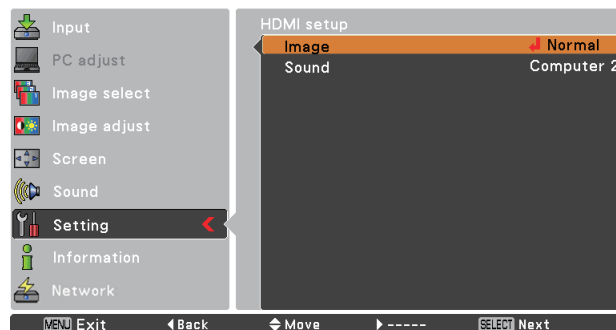 Input
PC adjust
Image select
Image adjust
Screen
Sound
Setting
Information
Network
HDMI setup
Image Normal
Sound Computer 2
MENU Exit Back Move ----- SELECT Next